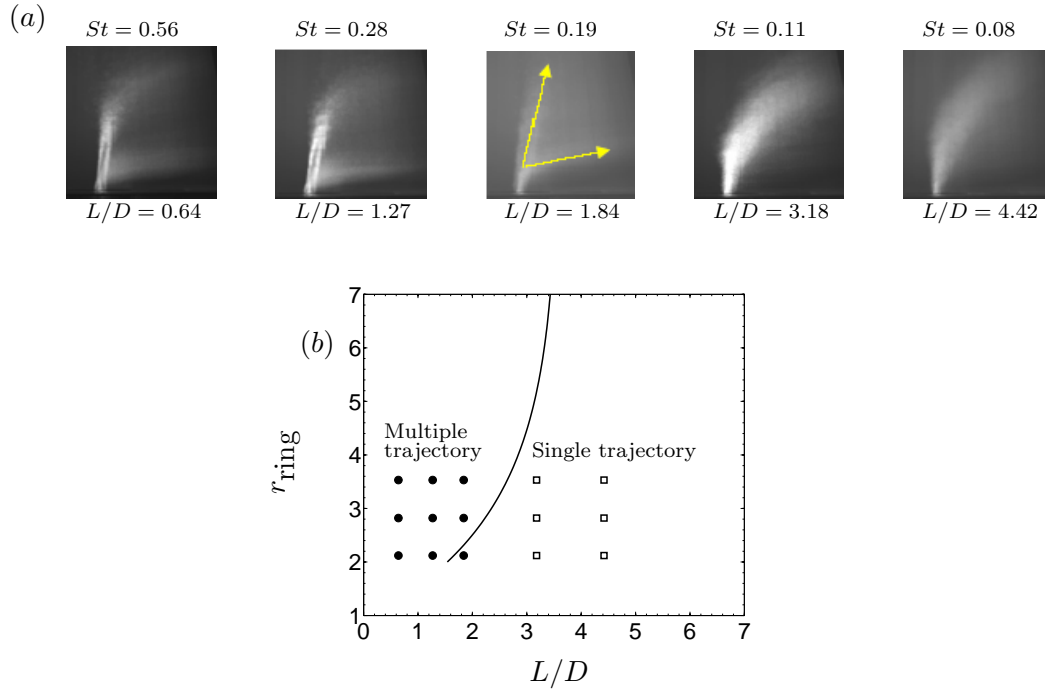 (a)
St = 0.56 St = 0.28 St = 0.19 St = 0.11 St = 0.08
L/D = 0.64 L/D = 1.27 L/D = 1.84 L/D = 3.18 L/D = 4.42
(b)
7
6
5
4
3
2
1
r_ring
Multiple
trajectory
Single trajectory
0 1 2 3 4 5 6 7
L/D